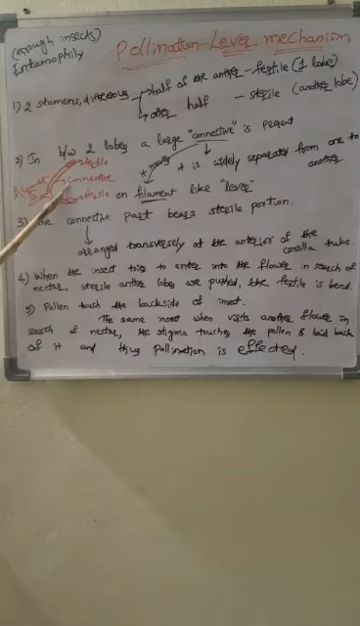 (through insects)
Entamophily
Pollination - Lever mechanism
1) 2 stamens, dithecous → half of the anther - fertile (1 lobe)
→ other half - sterile (another lobe)
2) In b/w 2 lobes a large "connective" is present.
* moves
* it is widely separates from one to another.
on filament like "Lever"
fertile
connective
sterile
3) The connective part bears sterile portion.
arranged transversely at the anterior of the corolla tube.
4) When the insect tries to enter into the flower in search of
nectar, sterile anther lobes are pushed, the fertile is bend.
5) Pollen touch the backside of insect.
The same insect when visits another flower in
search of nectar, the stigma touches the pollen & laid back
of it and thus Pollination is effected.